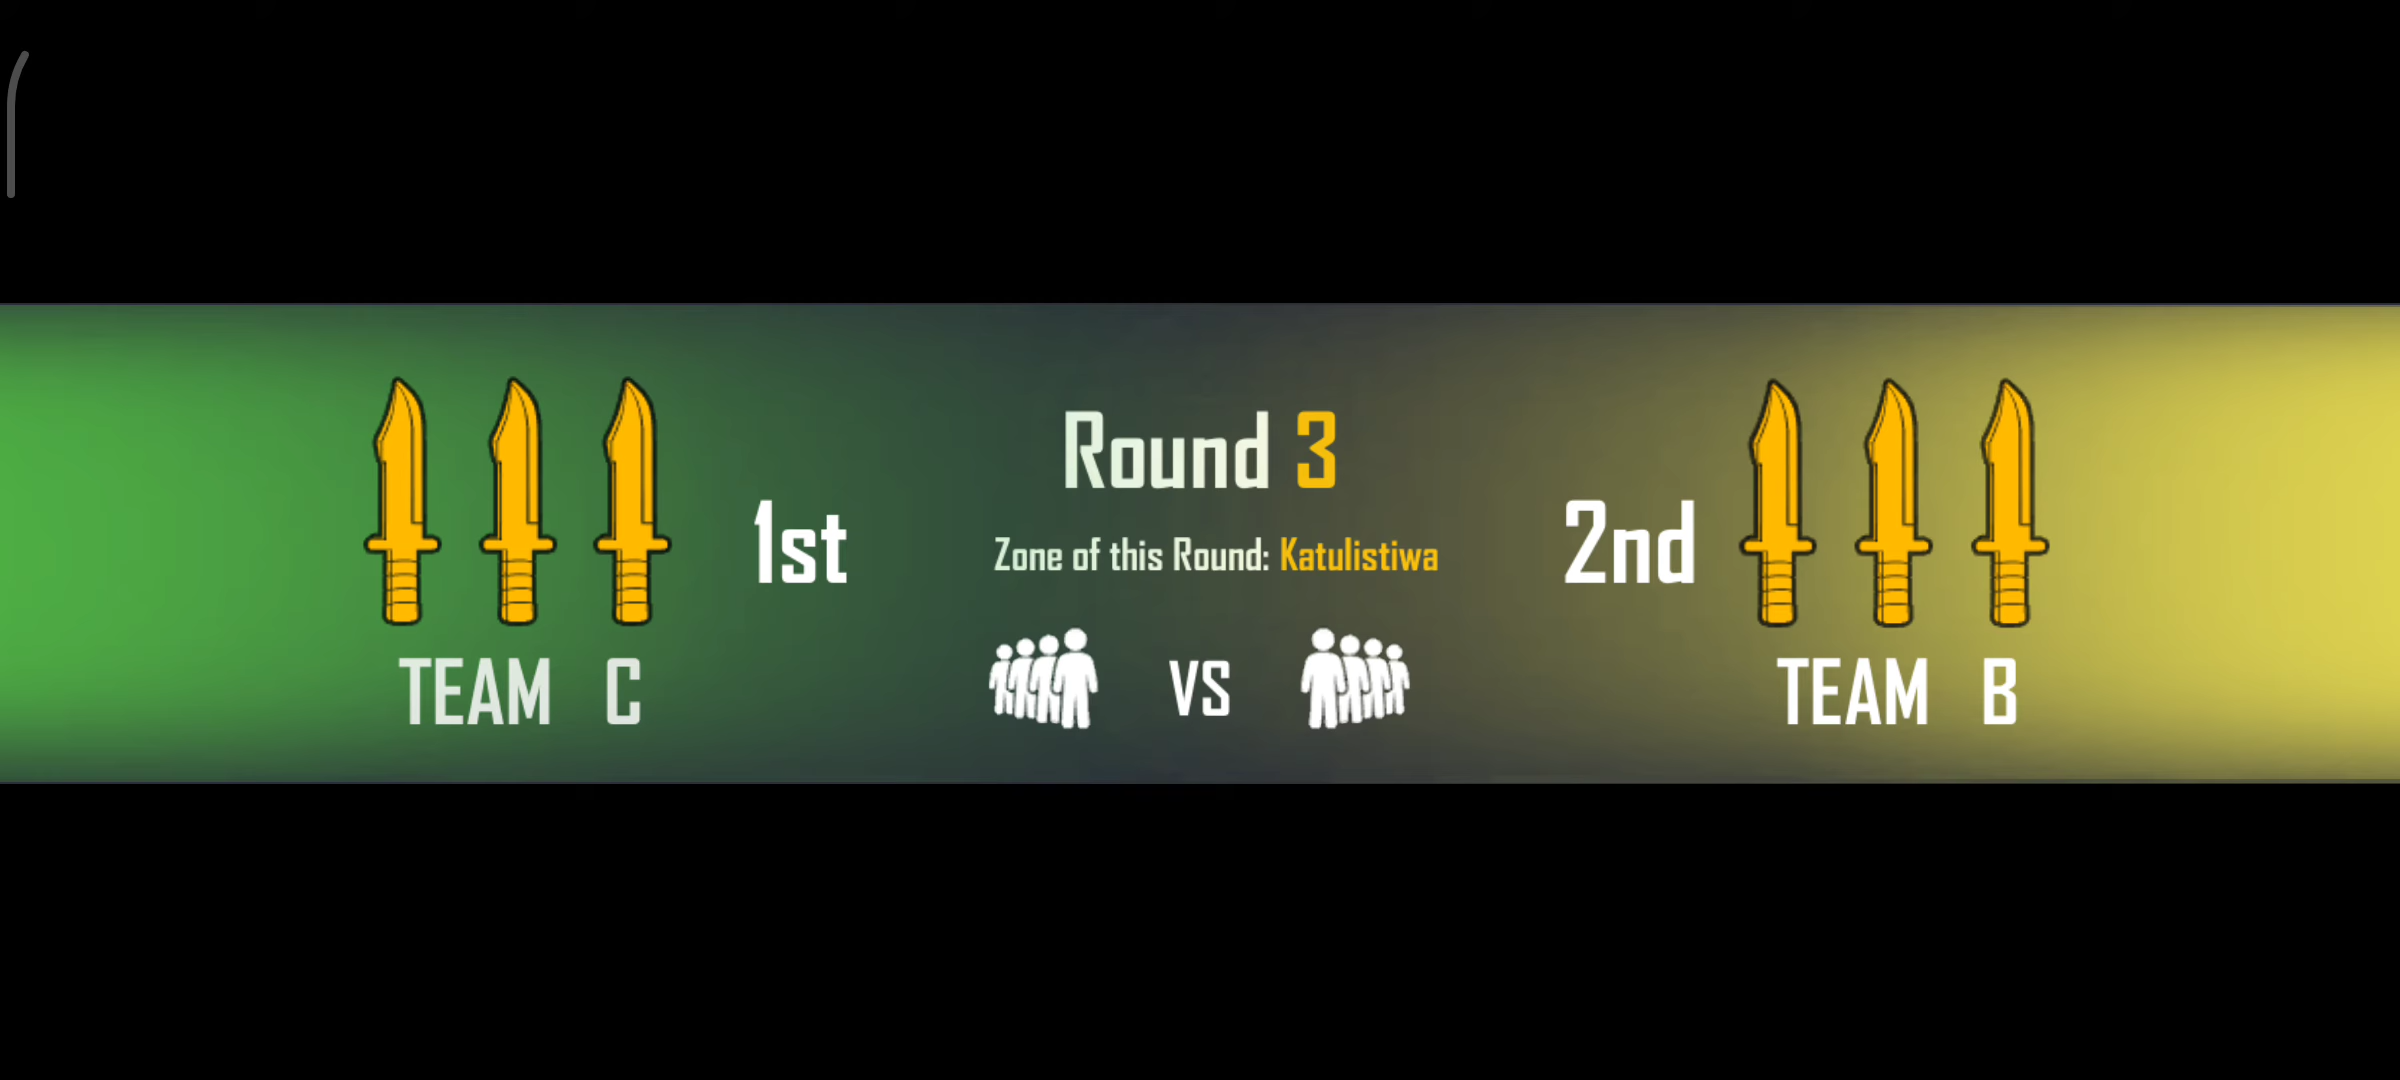 Round 3
1st
2nd
Zone of this Round: Katulistiwa
TEAM C
VS
TEAM B